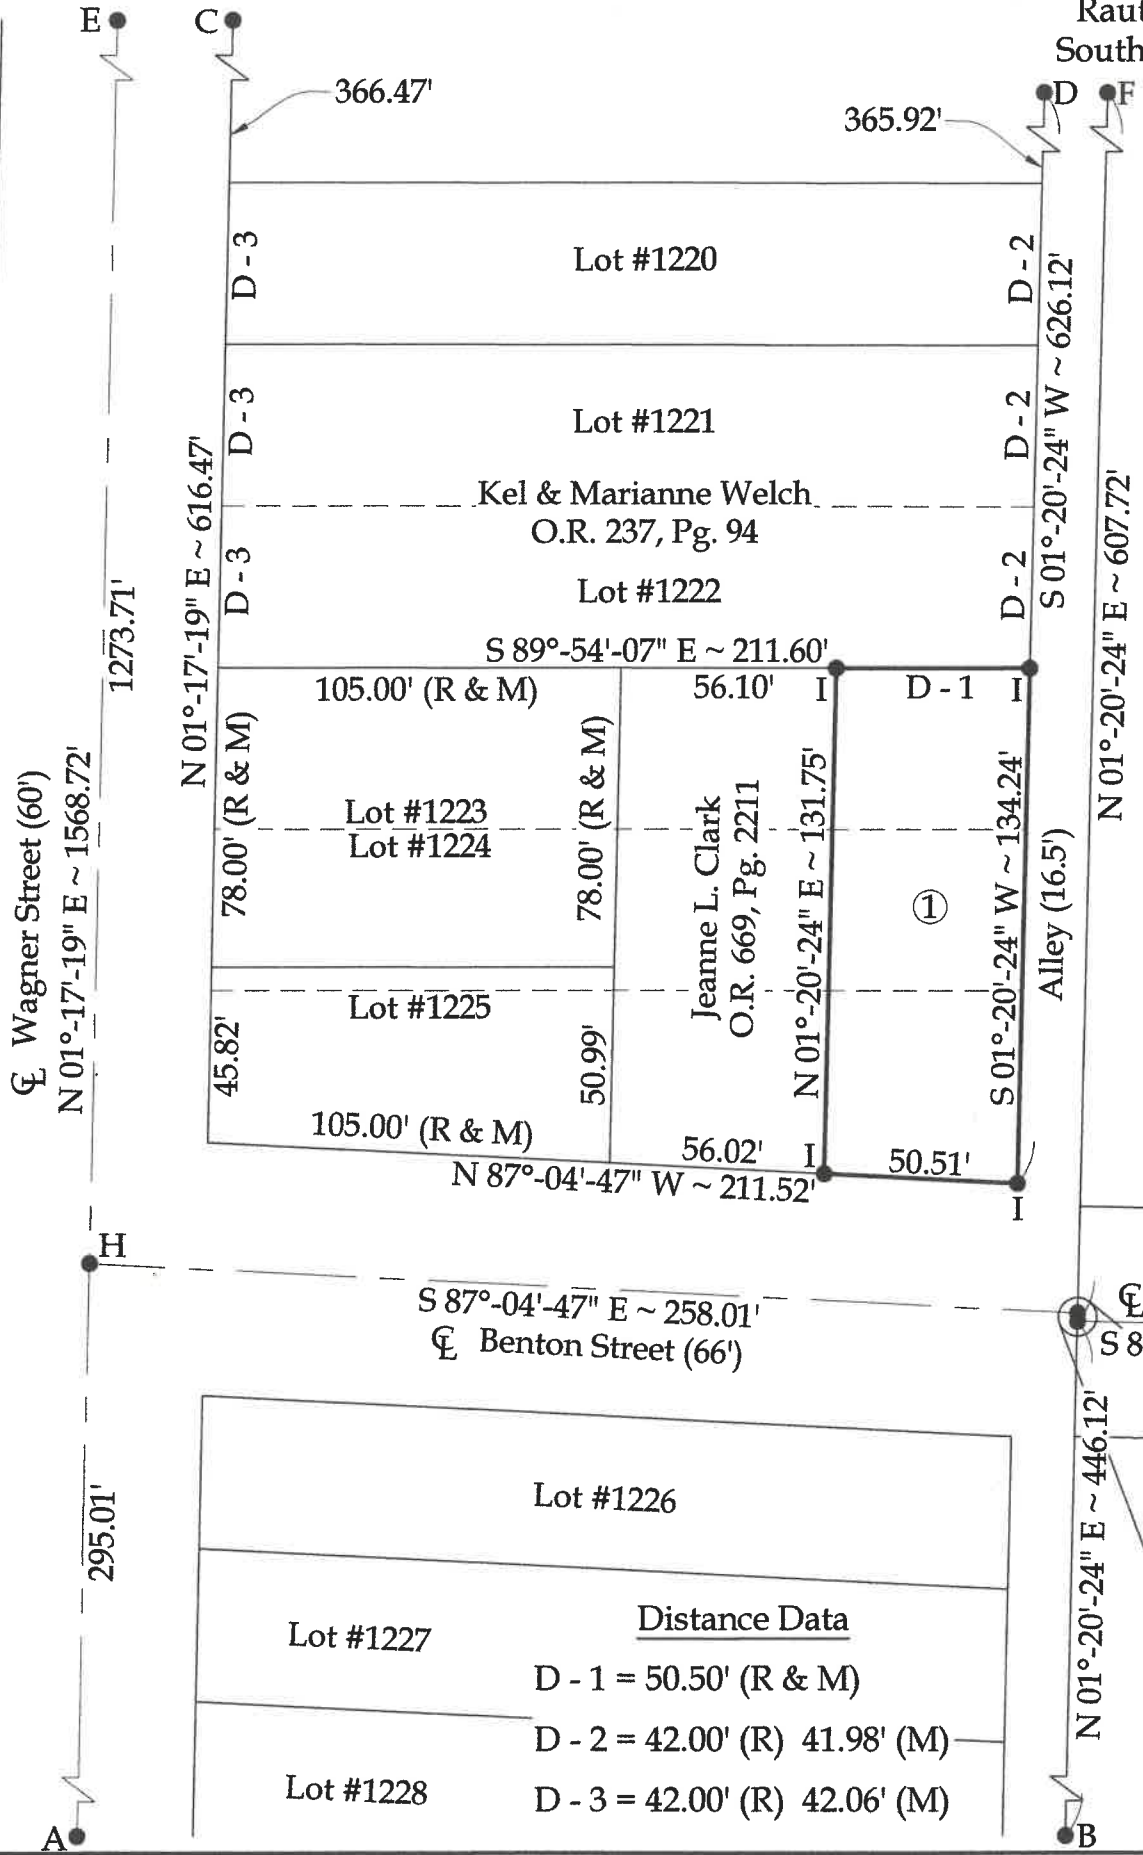 E
C
Raut
South
366.47'
D
F
365.92'
D - 3
Lot #1220
D - 2
S 01°-20'-24" W ~ 626.12'
D - 3
Lot #1221
D - 2
N 01°-17'-19" E ~ 616.47'
Kel & Marianne Welch
O.R. 237, Pg. 94
N 01°-20'-24" E ~ 607.72'
D - 3
Lot #1222
D - 2
1273.71'
S 89°-54'-07" E ~ 211.60'
105.00' (R & M)
56.10'
I
D - 1
I
℄ Wagner Street (60')
N 01°-17'-19" E ~ 1568.72'
78.00' (R & M)
Lot #1223
Lot #1224
78.00' (R & M)
Jeanne L. Clark
O.R. 669, Pg. 2211
N 01°-20'-24" E ~ 131.75'
①
S 01°-20'-24" W ~ 134.24'
Alley (16.5')
45.82'
Lot #1225
50.99'
105.00' (R & M)
56.02'
I
50.51'
N 87°-04'-47" W ~ 211.52'
I
H
S 87°-04'-47" E ~ 258.01'
℄ Benton Street (66')
℄
S 8
295.01'
Lot #1226
N 01°-20'-24" E ~ 446.12'
Lot #1227
Distance Data
D - 1 = 50.50' (R & M)
D - 2 = 42.00' (R) 41.98' (M)
Lot #1228
D - 3 = 42.00' (R) 42.06' (M)
A
B